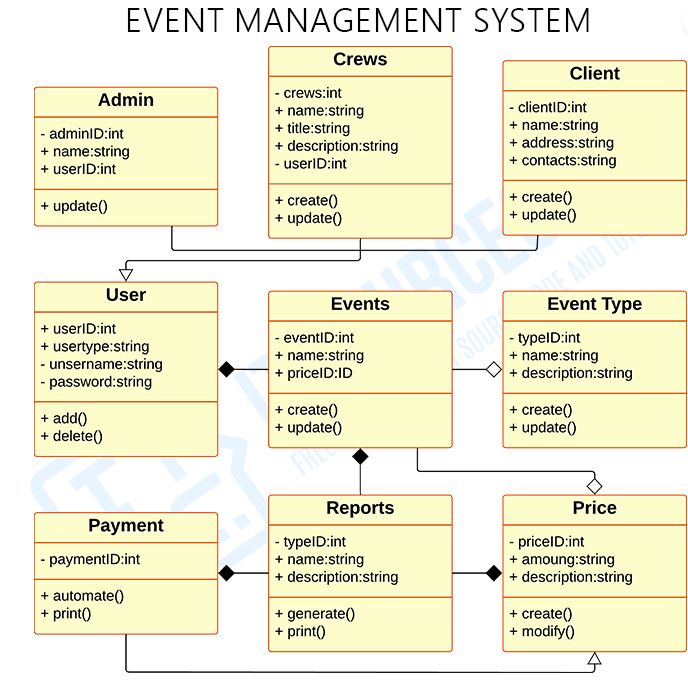 EVENT MANAGEMENT SYSTEM
Admin
- adminID:int
+ name:string
+ userID:int
+ update()
Crews
- crews:int
+ name:string
+ title:string
+ description:string
- userID:int
+ create()
+ update()
Client
- clientID:int
+ name:string
+ address:string
+ contacts:string
+ create()
+ update()
User
+ userID:int
+ usertype:string
- unsername:string
- password:string
+ add()
+ delete()
Events
- eventID:int
+ name:string
+ priceID:ID
+ create()
+ update()
Event Type
- typeID:int
+ name:string
+ description:string
+ create()
+ update()
Payment
- paymentID:int
+ automate()
+ print()
Reports
- typeID:int
+ name:string
+ description:string
+ generate()
+ print()
Price
- priceID:int
+ amoung:string
+ description:string
+ create()
+ modify()